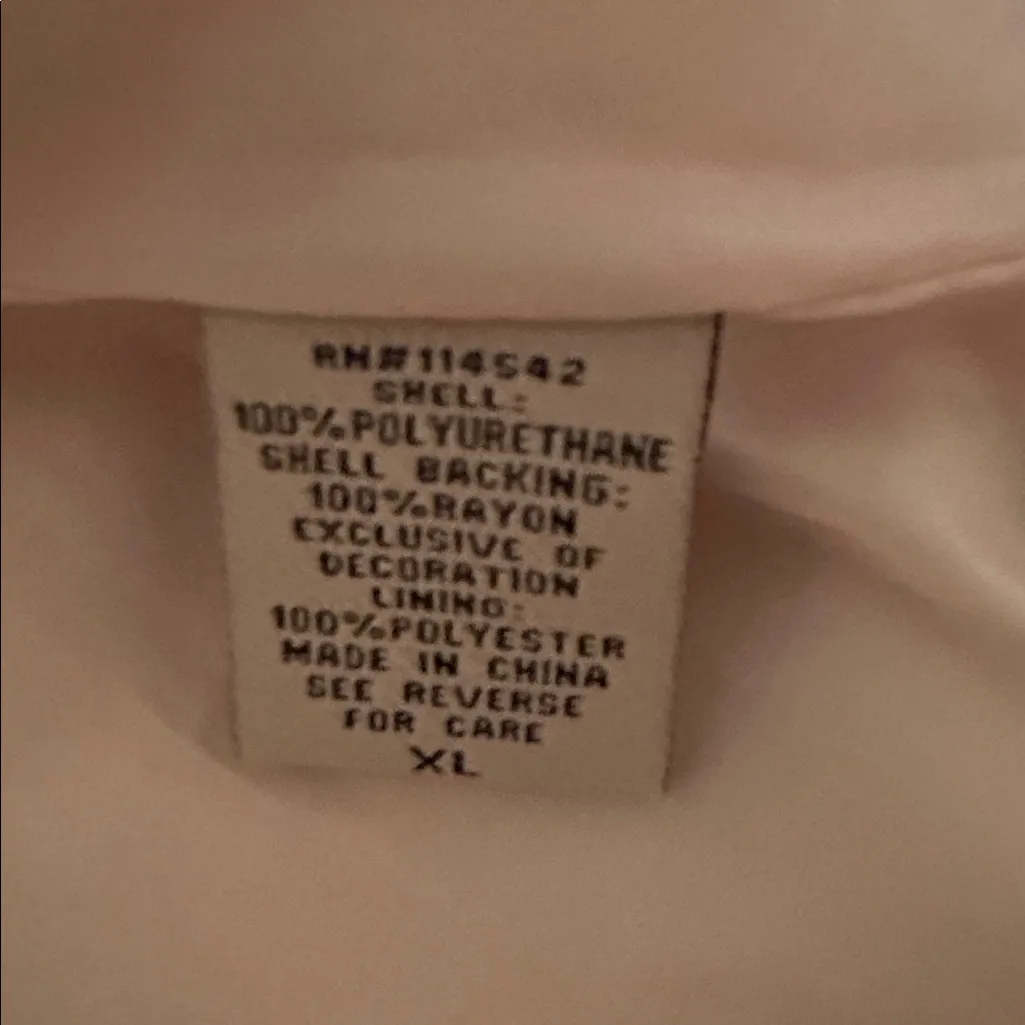 RN#114542
SHELL:
100%POLYURETHANE
SHELL BACKING:
100%RAYON
EXCLUSIVE OF
DECORATION
LINING:
100%POLYESTER
MADE IN CHINA
SEE REVERSE
FOR CARE
XL